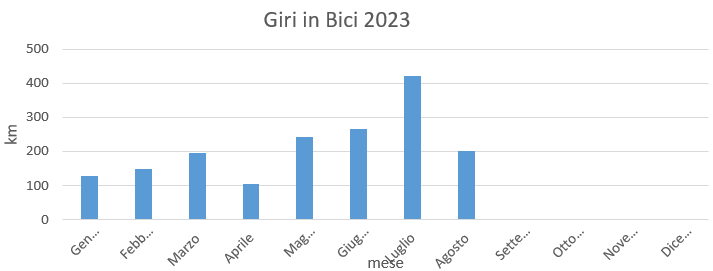 Giri in Bici 2023
500
400
300
200
100
0
km
Gen...
Febb...
Marzo
Aprile
Mag...
Giug...
Luglio
Agosto
Sette...
Otto...
Nove...
Dice...
mese